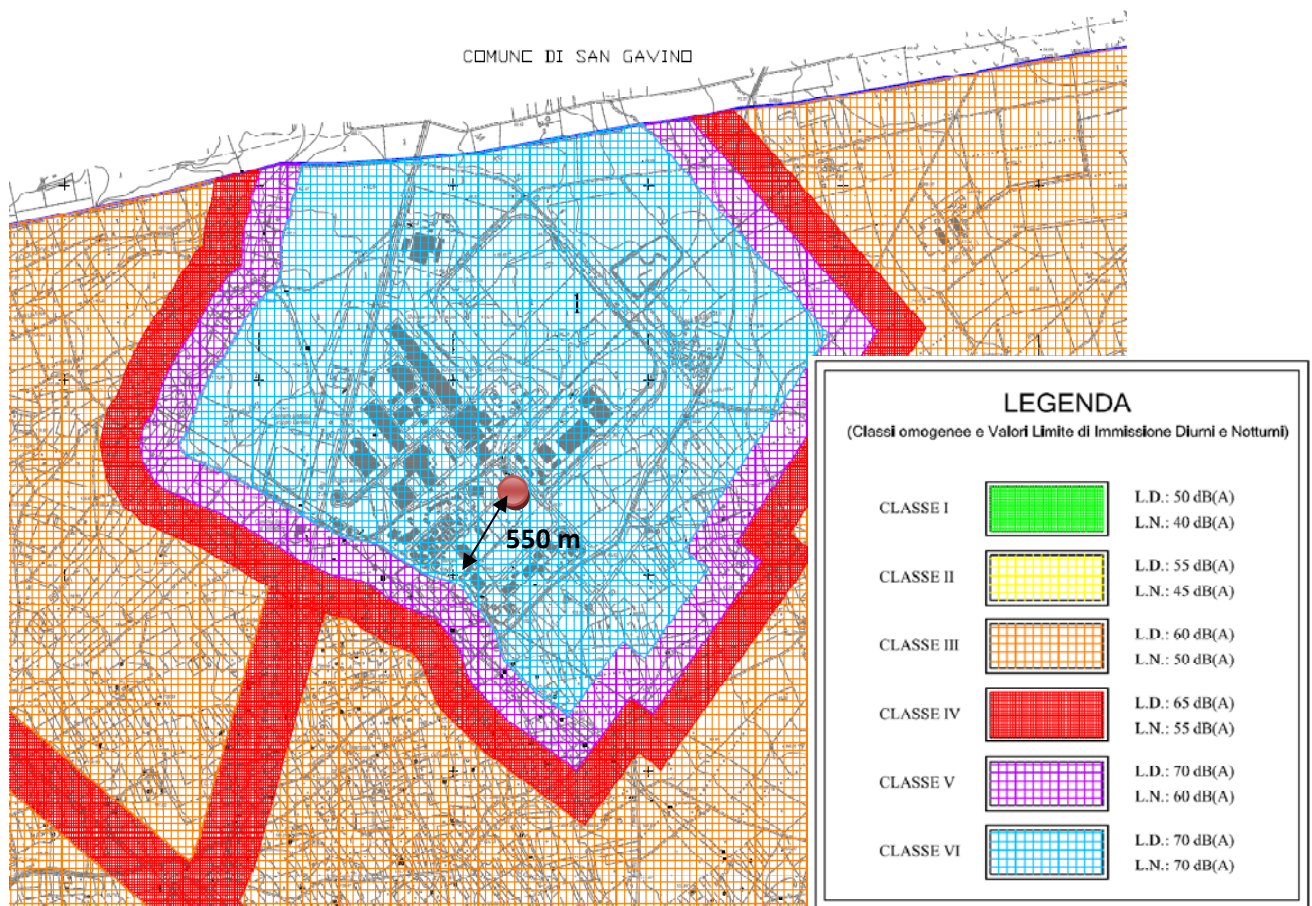 COMUNE DI SAN GAVINO
1
550 m
LEGENDA
(Classi omogenee e Valori Limite di Immissione Diurni e Notturni)
CLASSE I
L.D.: 50 dB(A)
L.N.: 40 dB(A)
CLASSE II
L.D.: 55 dB(A)
L.N.: 45 dB(A)
CLASSE III
L.D.: 60 dB(A)
L.N.: 50 dB(A)
CLASSE IV
L.D.: 65 dB(A)
L.N.: 55 dB(A)
CLASSE V
L.D.: 70 dB(A)
L.N.: 60 dB(A)
CLASSE VI
L.D.: 70 dB(A)
L.N.: 70 dB(A)